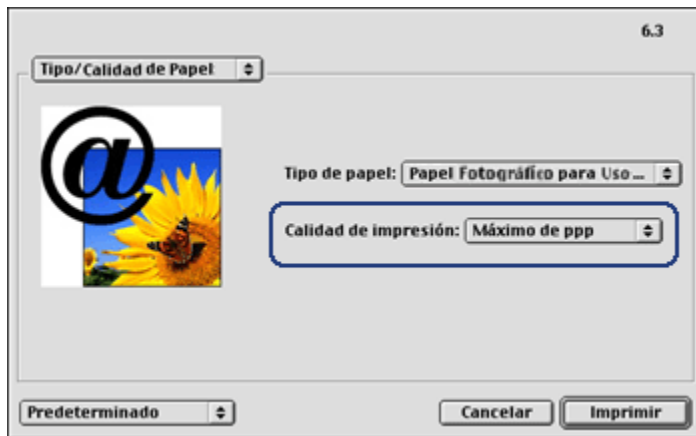 6.3
Tipo/Calidad de Papel
@
Tipo de papel: Papel Fotográfico para Uso...
Calidad de impresión: Máximo de ppp
Predeterminado Cancelar Imprimir